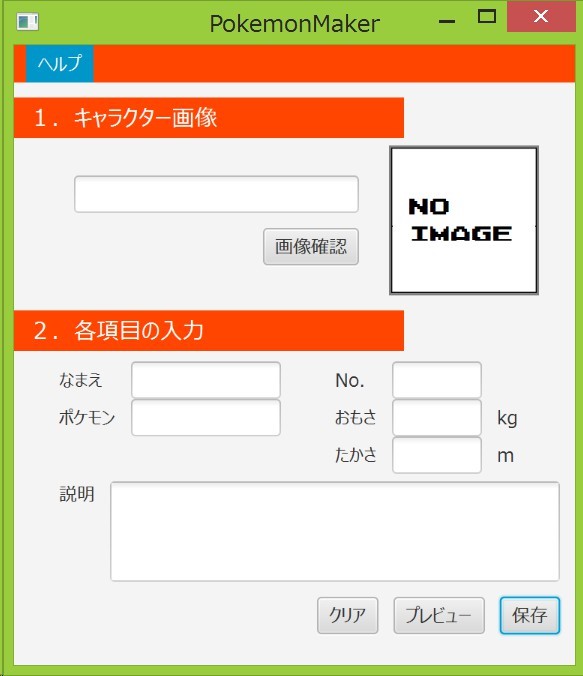 PokemonMaker
ヘルプ
1. キャラクター画像
NO
IMAGE
画像確認
2. 各項目の入力
なまえ No.
ポケモン おもさ kg
たかさ m
説明
クリア プレビュー 保存